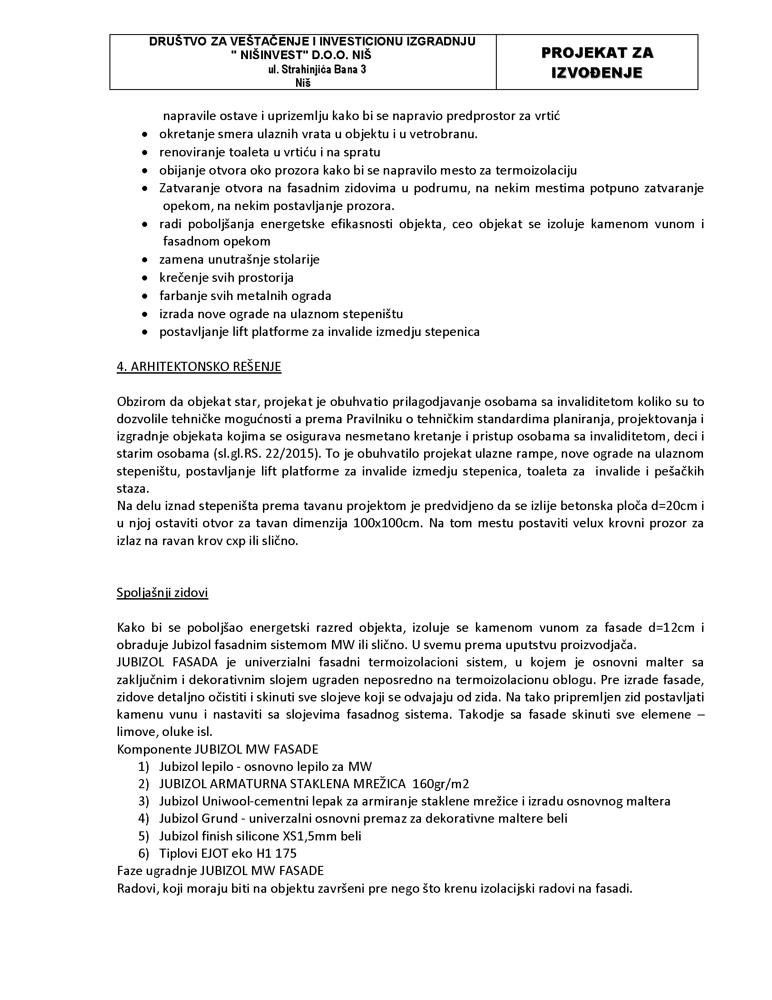 DRUŠTVO ZA VEŠTAČENJE I INVESTICIONU IZGRADNJU
" NIŠINVEST" D.O.O. NIŠ
ul. Strahinjića Bana 3
Niš
PROJEKAT ZA
IZVOĐENJE
napravile ostave i uprizemlju kako bi se napravio predprostor za vrtić
• okretanje smera ulaznih vrata u objektu i u vetrobranu.
• renoviranje toaleta u vrtiću i na spratu
• obijanje otvora oko prozora kako bi se napravilo mesto za termoizolaciju
• Zatvaranje otvora na fasadnim zidovima u podrumu, na nekim mestima potpuno zatvaranje
opekom, na nekim postavljanje prozora.
• radi poboljšanja energetske efikasnosti objekta, ceo objekat se izoluje kamenom vunom i
fasadnom opekom
• zamena unutrašnje stolarije
• krečenje svih prostorija
• farbanje svih metalnih ograda
• izrada nove ograde na ulaznom stepeništu
• postavljanje lift platforme za invalide izmedju stepenica
4. ARHITEKTONSKO REŠENJE
Obzirom da objekat star, projekat je obuhvatio prilagodjavanje osobama sa invaliditetom koliko su to
dozvolile tehničke mogućnosti a prema Pravilniku o tehničkim standardima planiranja, projektovanja i
izgradnje objekata kojima se osigurava nesmetano kretanje i pristup osobama sa invaliditetom, deci i
starim osobama (sl.gl.RS. 22/2015). To je obuhvatilo projekat ulazne rampe, nove ograde na ulaznom
stepeništu, postavljanje lift platforme za invalide izmedju stepenica, toaleta za  invalide i pešačkih
staza.
Na delu iznad stepeništa prema tavanu projektom je predvidjeno da se izlije betonska ploča d=20cm i
u njoj ostaviti otvor za tavan dimenzija 100x100cm. Na tom mestu postaviti velux krovni prozor za
izlaz na ravan krov cxp ili slično.
Spoljašnji zidovi
Kako bi se poboljšao energetski razred objekta, izoluje se kamenom vunom za fasade d=12cm i
obraduje Jubizol fasadnim sistemom MW ili slično. U svemu prema uputstvu proizvodjača.
JUBIZOL FASADA je univerzialni fasadni termoizolacioni sistem, u kojem je osnovni malter sa
zaključnim i dekorativnim slojem ugraden neposredno na termoizolacionu oblogu. Pre izrade fasade,
zidove detaljno očistiti i skinuti sve slojeve koji se odvajaju od zida. Na tako pripremljen zid postavljati
kamenu vunu i nastaviti sa slojevima fasadnog sistema. Takodje sa fasade skinuti sve elemene –
limove, oluke isl.
Komponente JUBIZOL MW FASADE
1) Jubizol lepilo - osnovno lepilo za MW
2) JUBIZOL ARMATURNA STAKLENA MREŽICA  160gr/m2
3) Jubizol Uniwool-cementni lepak za armiranje staklene mrežice i izradu osnovnog maltera
4) Jubizol Grund - univerzalni osnovni premaz za dekorativne maltere beli
5) Jubizol finish silicone XS1,5mm beli
6) Tiplovi EJOT eko H1 175
Faze ugradnje JUBIZOL MW FASADE
Radovi, koji moraju biti na objektu završeni pre nego što krenu izolacijski radovi na fasadi.